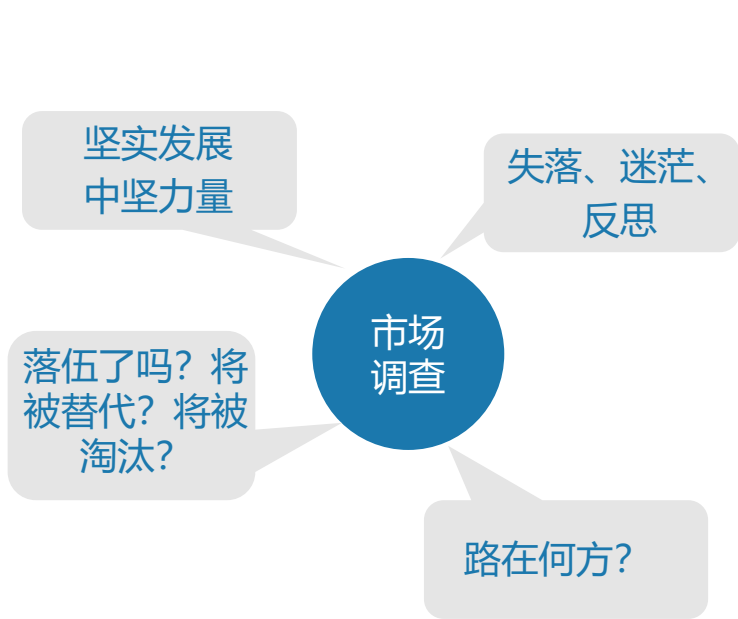 坚实发展
中坚力量
失落、迷茫、
反思
市场
调查
落伍了吗？将
被替代？将被
淘汰？
路在何方？